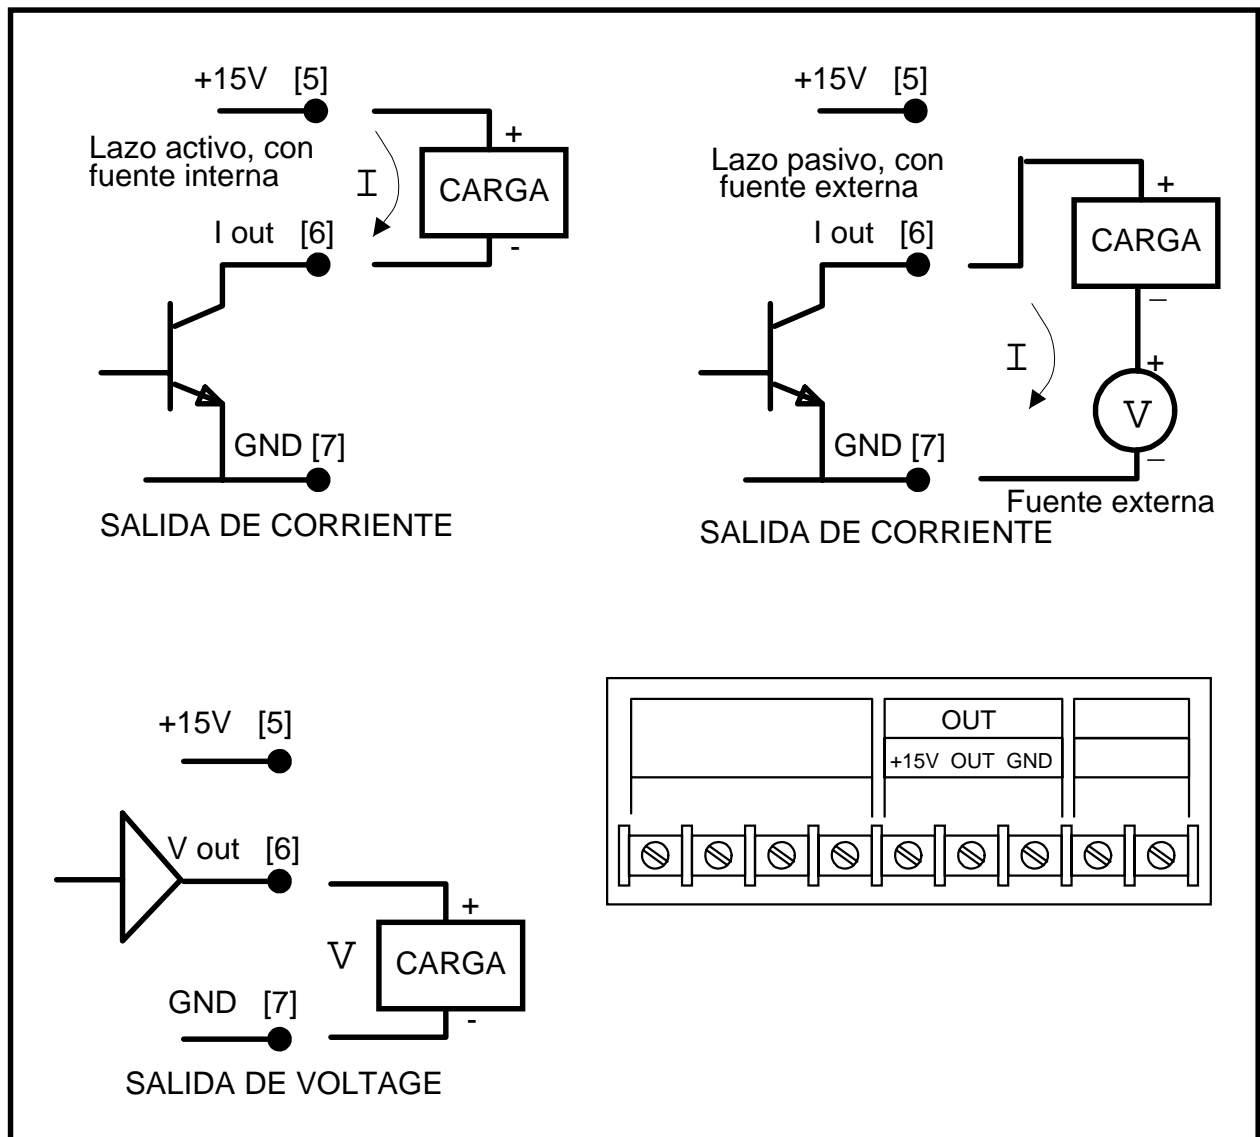 +15V [5]
Lazo activo, con
fuente interna
I
+
CARGA
-
I out [6]
GND [7]
SALIDA DE CORRIENTE
+15V [5]
Lazo pasivo, con
fuente externa
+
CARGA
–
I out [6]
I
+
V
–
GND [7]
Fuente externa
SALIDA DE CORRIENTE
+15V [5]
V out [6]
+
V
CARGA
-
GND [7]
SALIDA DE VOLTAGE
OUT
+15V OUT GND